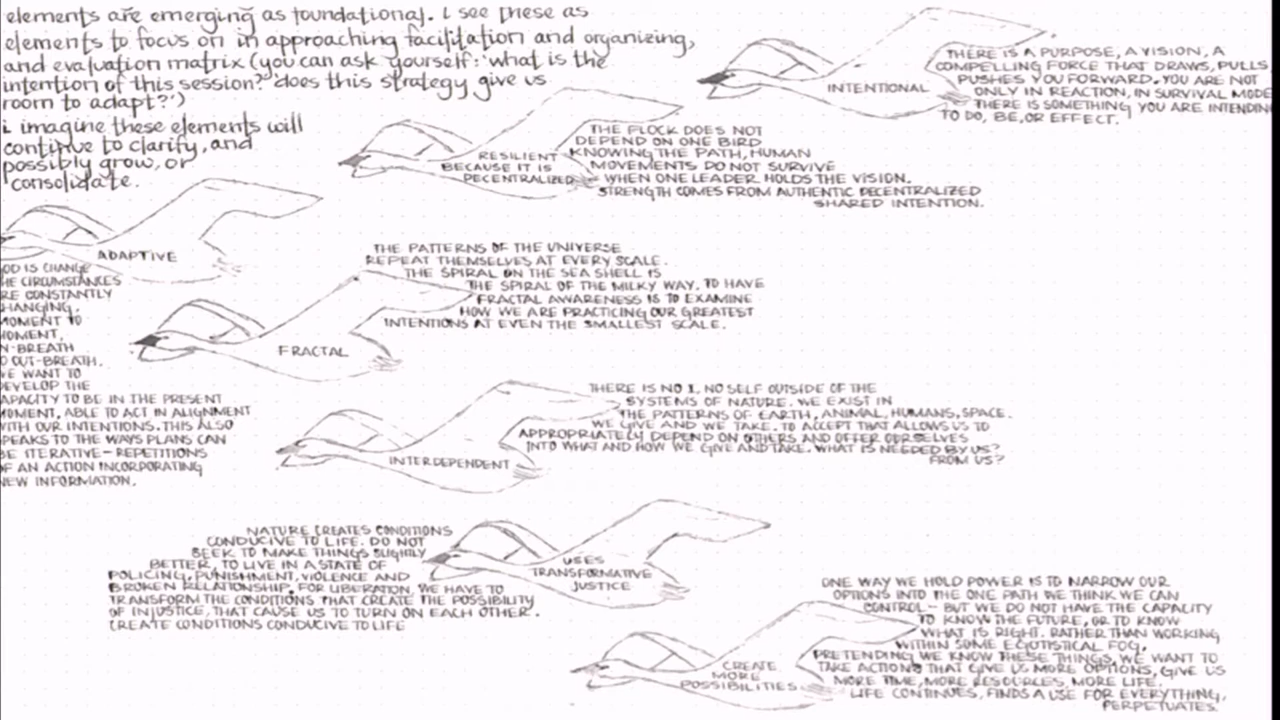 elements are emerging as foundational. i see these as
elements to focus on in approaching facilitation and organizing,
and evaluation matrix (you can ask yourself: 'what is the
intention of this session?' 'does this strategy give us
room to adapt?')
i imagine these elements will
continue to clarify, and
possibly grow, or
consolidate.
INTENTIONAL
THERE IS A PURPOSE, A VISION, A
COMPELLING FORCE THAT DRAWS, PULLS,
PUSHES YOU FORWARD. YOU ARE NOT
ONLY IN REACTION, IN SURVIVAL MODE
THERE IS SOMETHING YOU ARE INTENDING
TO DO, BE, OR EFFECT.
RESILIENT
BECAUSE IT IS
DECENTRALIZED
THE FLOCK DOES NOT
DEPEND ON ONE BIRD
KNOWING THE PATH, HUMAN
MOVEMENTS DO NOT SURVIVE
WHEN ONE LEADER HOLDS THE VISION.
STRENGTH COMES FROM AUTHENTIC DECENTRALIZED
SHARED INTENTION.
ADAPTIVE
OD IS CHANGE
HE CIRCUMSTANCES
RE CONSTANTLY
HANGING.
MOMENT TO
MOMENT,
N-BREATH
O OUT-BREATH.
WE WANT TO
DEVELOP THE
APACITY TO BE IN THE PRESENT
MOMENT, ABLE TO ACT IN ALIGNMENT
WITH OUR INTENTIONS. THIS ALSO
SPEAKS TO THE WAYS PLANS CAN
BE ITERATIVE - REPETITIONS
OF AN ACTION INCORPORATING
NEW INFORMATION.
FRACTAL
THE PATTERNS OF THE UNIVERSE
REPEAT THEMSELVES AT EVERY SCALE.
THE SPIRAL ON THE SEA SHELL IS
THE SPIRAL OF THE MILKY WAY. TO HAVE
FRACTAL AWARENESS IS TO EXAMINE
HOW WE ARE PRACTICING OUR GREATEST
INTENTIONS AT EVEN THE SMALLEST SCALE.
INTERDEPENDENT
THERE IS NO I, NO SELF OUTSIDE OF THE
SYSTEMS OF NATURE. WE EXIST IN
THE PATTERNS OF EARTH, ANIMAL, HUMANS, SPACE.
WE GIVE AND WE TAKE. TO ACCEPT THAT ALLOWS US TO
APPROPRIATELY DEPEND ON OTHERS AND OFFER OURSELVES
INTO WHAT AND HOW WE GIVE AND TAKE. WHAT IS NEEDED BY US?
FROM US?
USES
TRANSFORMATIVE
JUSTICE
NATURE CREATES CONDITIONS
CONDUCIVE TO LIFE. DO NOT
SEEK TO MAKE THINGS SLIGHTLY
BETTER, TO LIVE IN A STATE OF
POLICING, PUNISHMENT, VIOLENCE AND
BROKEN RELATIONSHIP. FOR LIBERATION, WE HAVE TO
TRANSFORM THE CONDITIONS THAT CREATE THE POSSIBILITY
OF INJUSTICE, THAT CAUSE US TO TURN ON EACH OTHER.
CREATE CONDITIONS CONDUCIVE TO LIFE
CREATE
MORE
POSSIBILITIES
ONE WAY WE HOLD POWER IS TO NARROW OUR
OPTIONS INTO THE ONE PATH WE THINK WE CAN
CONTROL - BUT WE DO NOT HAVE THE CAPACITY
TO KNOW THE FUTURE, OR TO KNOW
WHAT IS RIGHT. RATHER THAN WORKING
WITHIN SOME EGOTISTICAL FOG,
PRETENDING WE KNOW THESE THINGS, WE WANT TO
TAKE ACTIONS THAT GIVE US MORE OPTIONS, GIVE US
MORE TIME, MORE RESOURCES, MORE LIFE.
LIFE CONTINUES, FINDS A USE FOR EVERYTHING,
PERPETUATES.